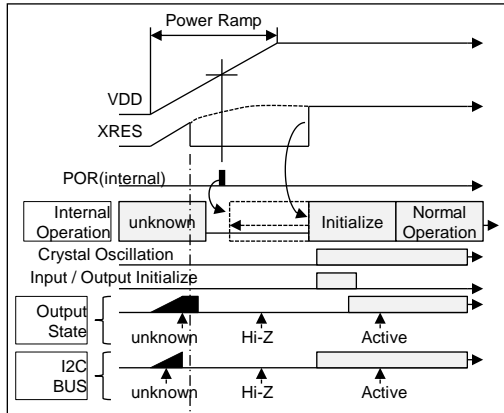 Power Ramp
VDD
XRES
POR(internal)
Internal
Operation
unknown
Initialize
Normal
Operation
Crystal Oscillation
Input / Output Initialize
Output
State
unknown
Hi-Z
Active
I2C
BUS
unknown
Hi-Z
Active